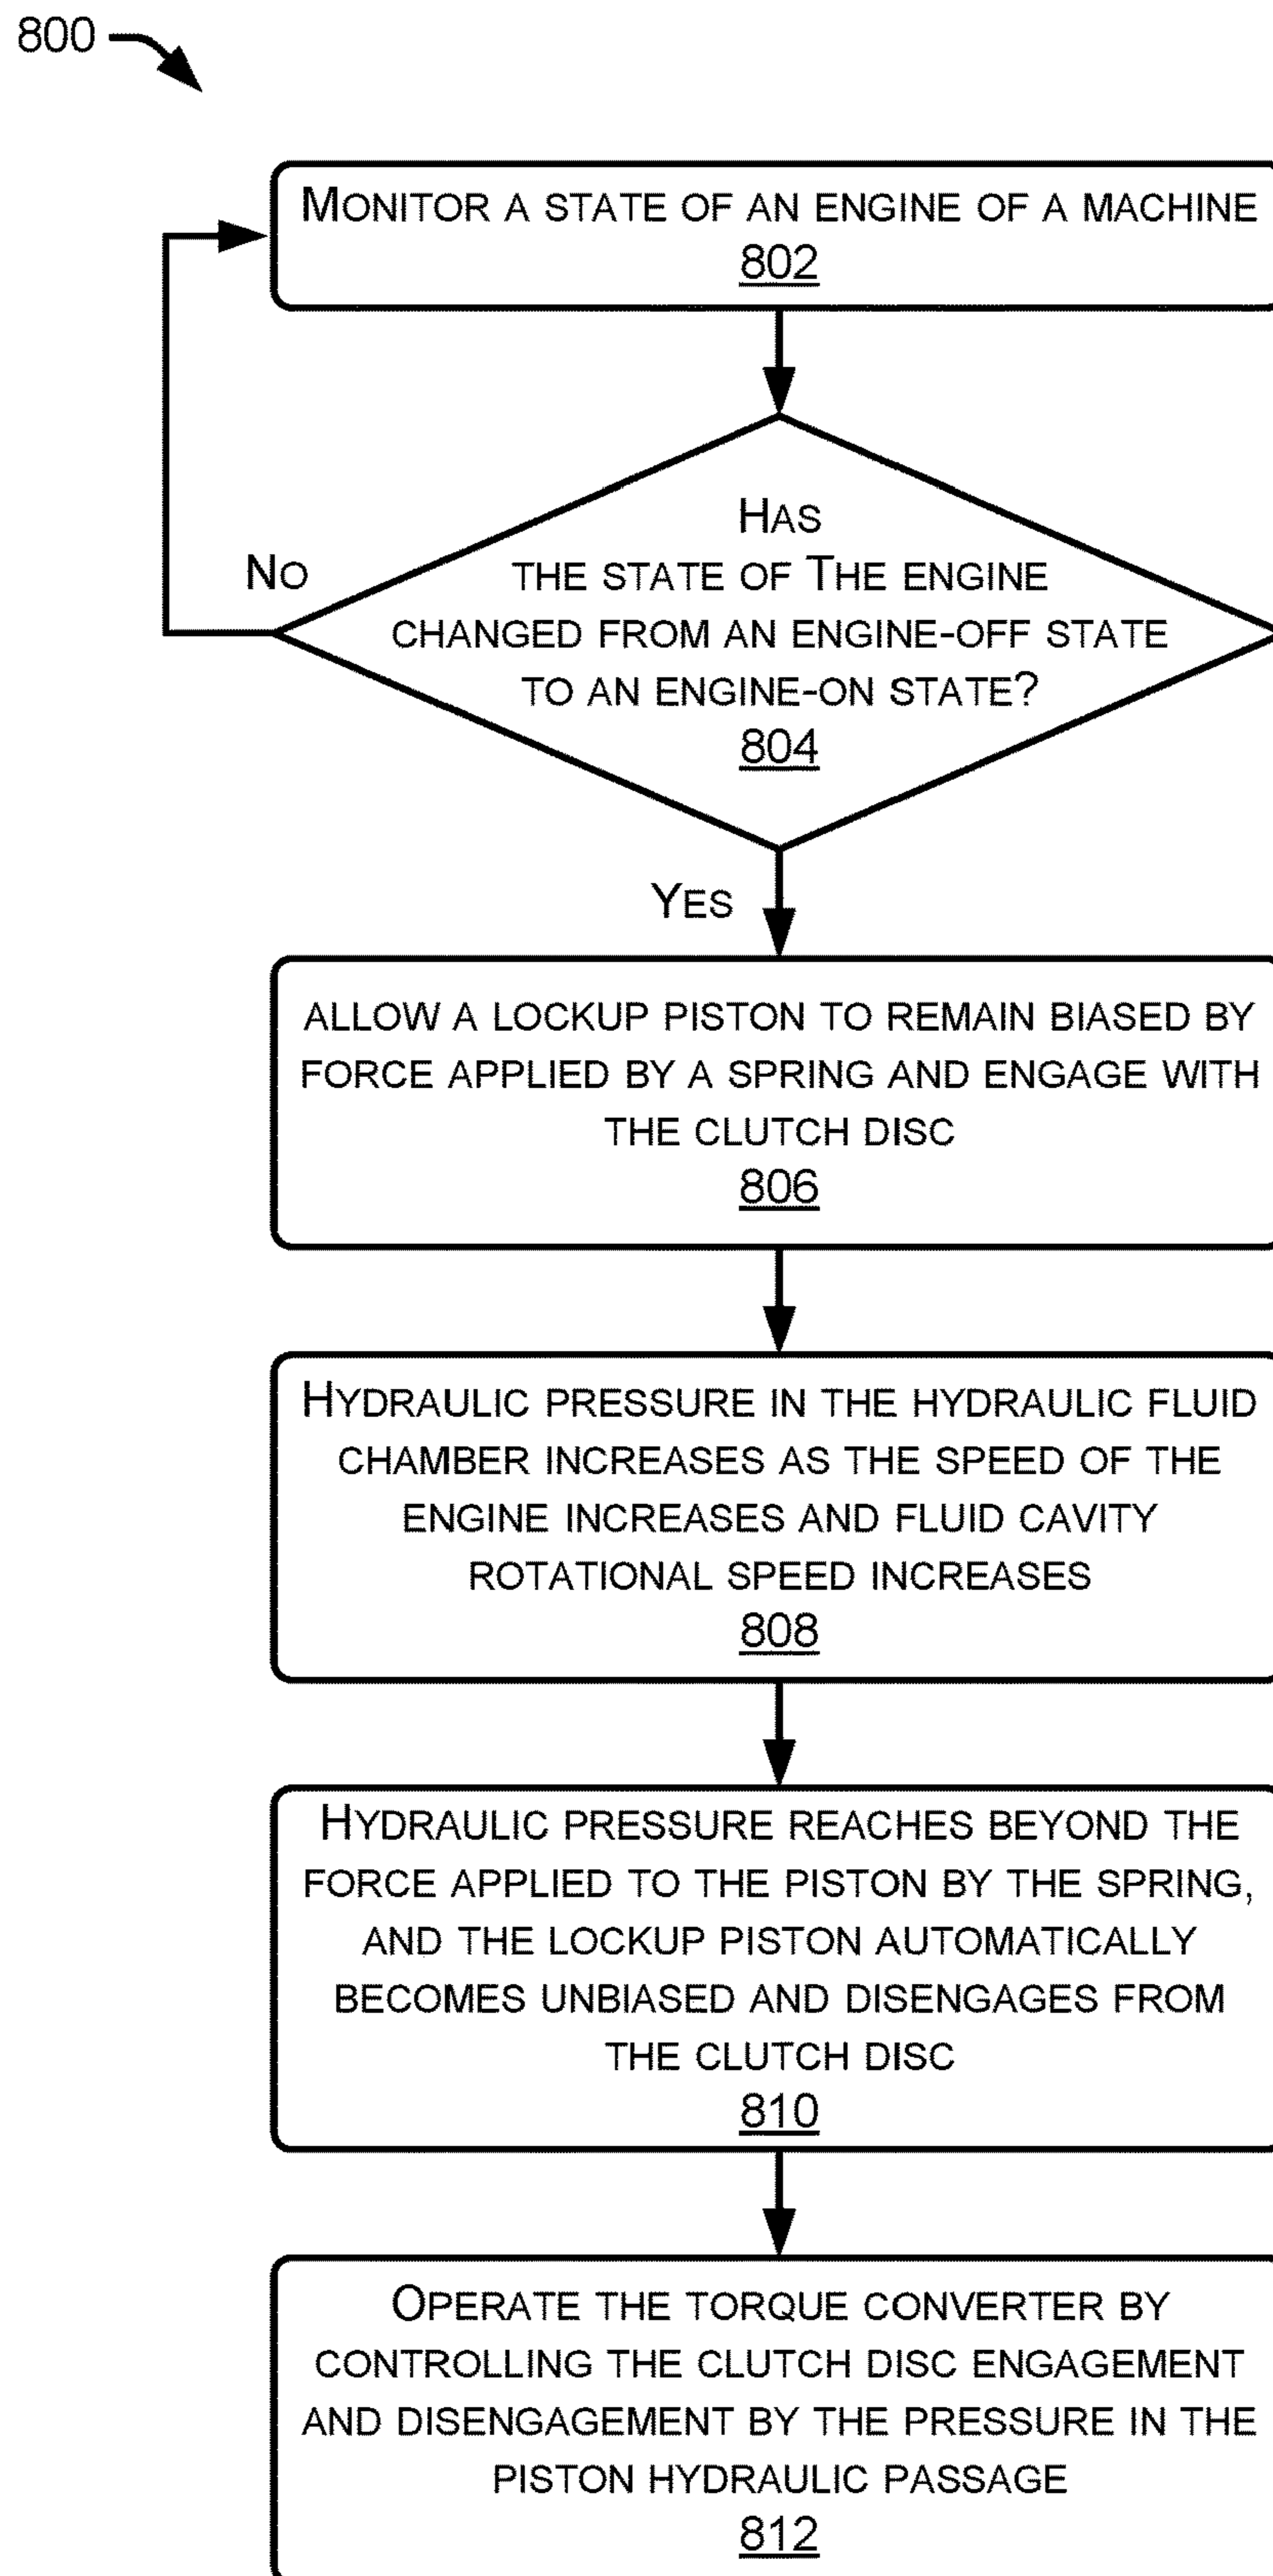 800
MONITOR A STATE OF AN ENGINE OF A MACHINE
802
HAS
THE STATE OF THE ENGINE
CHANGED FROM AN ENGINE-OFF STATE
TO AN ENGINE-ON STATE?
804
NO
YES
ALLOW A LOCKUP PISTON TO REMAIN BIASED BY
FORCE APPLIED BY A SPRING AND ENGAGE WITH
THE CLUTCH DISC
806
HYDRAULIC PRESSURE IN THE HYDRAULIC FLUID
CHAMBER INCREASES AS THE SPEED OF THE
ENGINE INCREASES AND FLUID CAVITY
ROTATIONAL SPEED INCREASES
808
HYDRAULIC PRESSURE REACHES BEYOND THE
FORCE APPLIED TO THE PISTON BY THE SPRING,
AND THE LOCKUP PISTON AUTOMATICALLY
BECOMES UNBIASED AND DISENGAGES FROM
THE CLUTCH DISC
810
OPERATE THE TORQUE CONVERTER BY
CONTROLLING THE CLUTCH DISC ENGAGEMENT
AND DISENGAGEMENT BY THE PRESSURE IN THE
PISTON HYDRAULIC PASSAGE
812